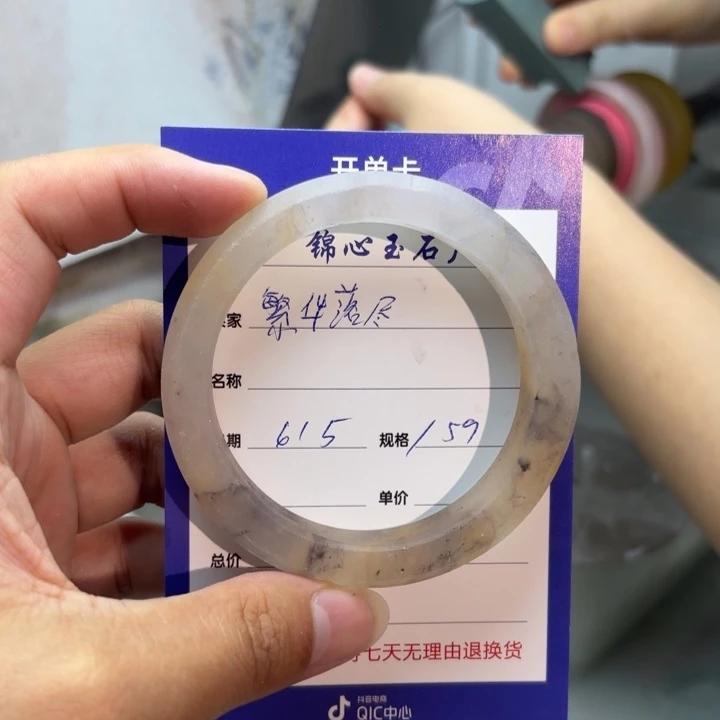 开单卡
锦心玉石
家 繁华落尽
名称
期 615 规格 159
单价
总价
七天无理由退换货
抖音电商
QIC中心